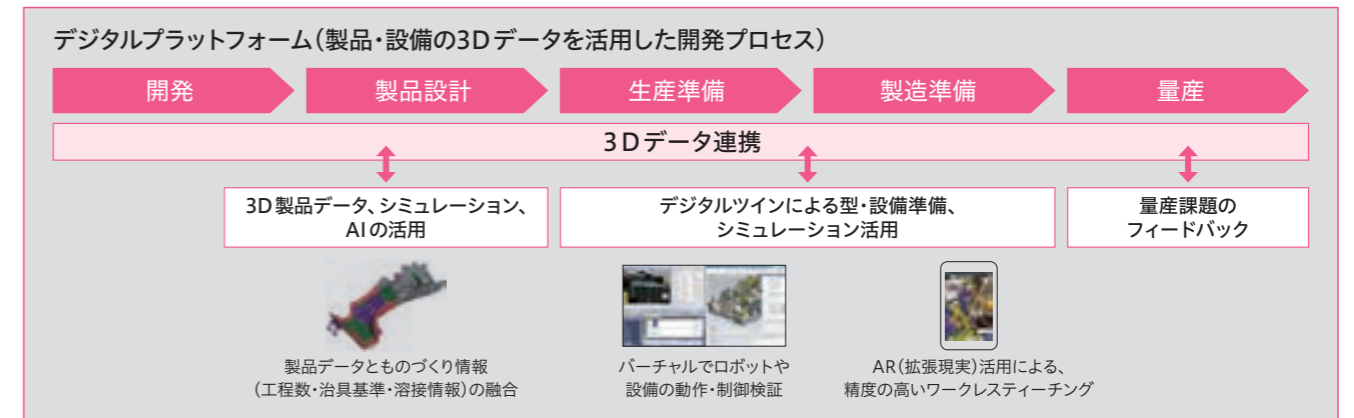 デジタルプラットフォーム(製品・設備の3Dデータを活用した開発プロセス)
開発
製品設計
生産準備
製造準備
量産
3Dデータ連携
3D製品データ、シミュレーション、
AIの活用
デジタルツインによる型・設備準備、
シミュレーション活用
量産課題の
フィードバック
製品データとものづくり情報
(工程数・治具基準・溶接情報)の融合
バーチャルでロボットや
設備の動作・制御検証
AR(拡張現実)活用による、
精度の高いワークレスティーチング